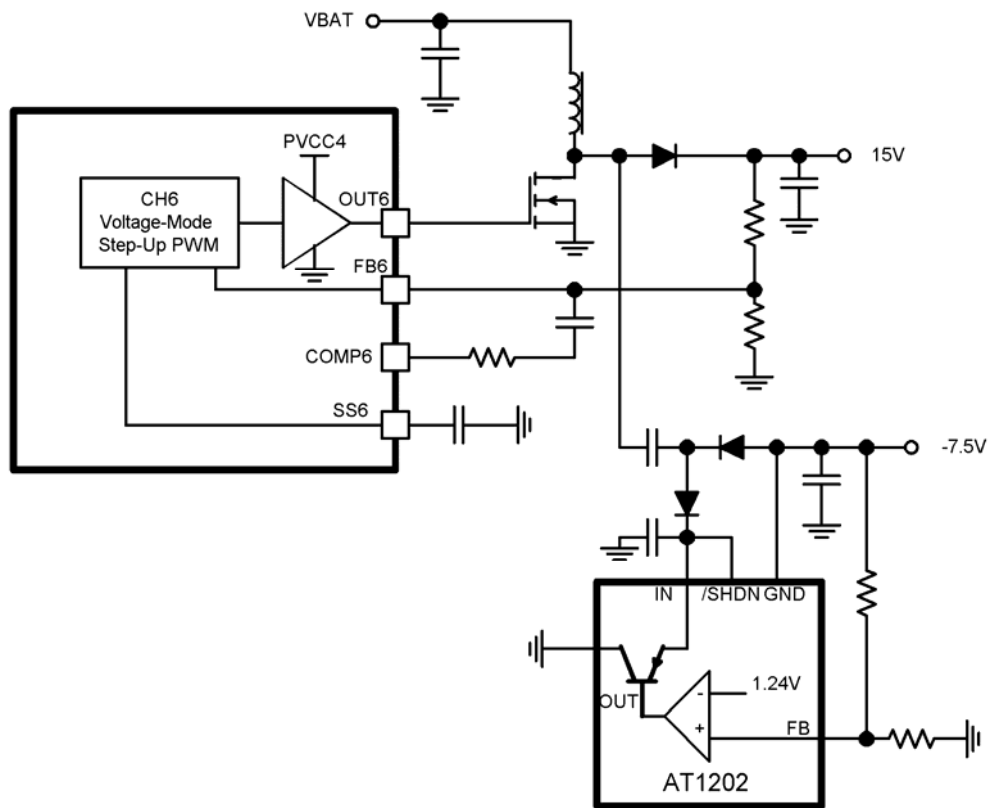 VBAT
PVCC4
15V
CH6
Voltage-Mode
Step-Up PWM
OUT6
FB6
COMP6
SS6
-7.5V
IN
/SHDN
GND
OUT
-
1.24V
+
FB
AT1202